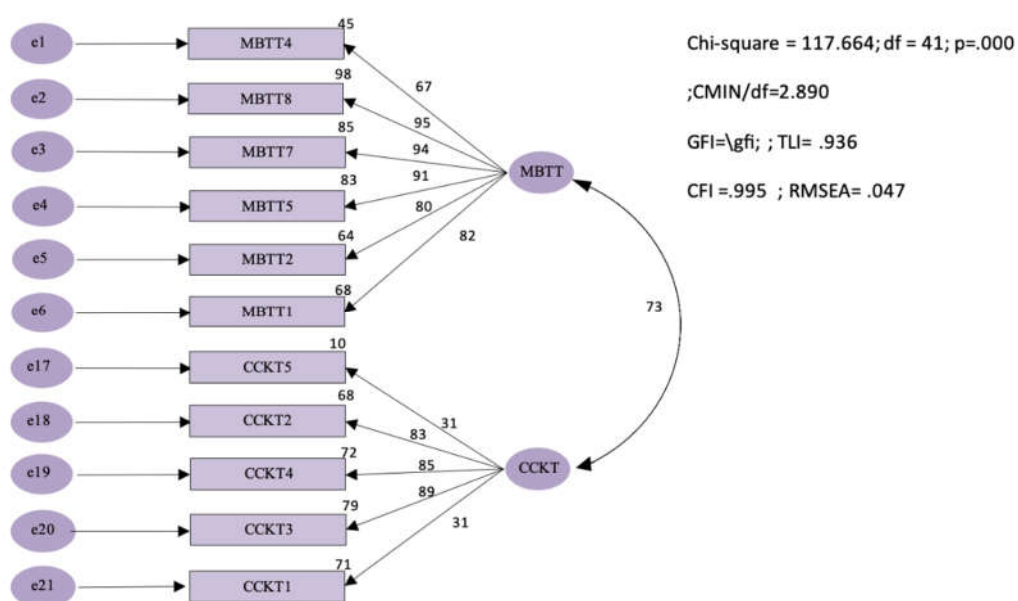 45
e1 MBTT4
67
98
e2 MBTT8
95
85
e3 MBTT7
94
MBTT
83
e4 MBTT5
91
80
64
e5 MBTT2
82
68
e6 MBTT1
73
10
e17 CCKT5
31
68
e18 CCKT2
83
72
e19 CCKT4
85
CCKT
89
79
e20 CCKT3
31
71
e21 CCKT1
Chi-square = 117.664; df = 41; p=.000
;CMIN/df=2.890
GFI=\gfi; ; TLI= .936
CFI =.995 ; RMSEA= .047